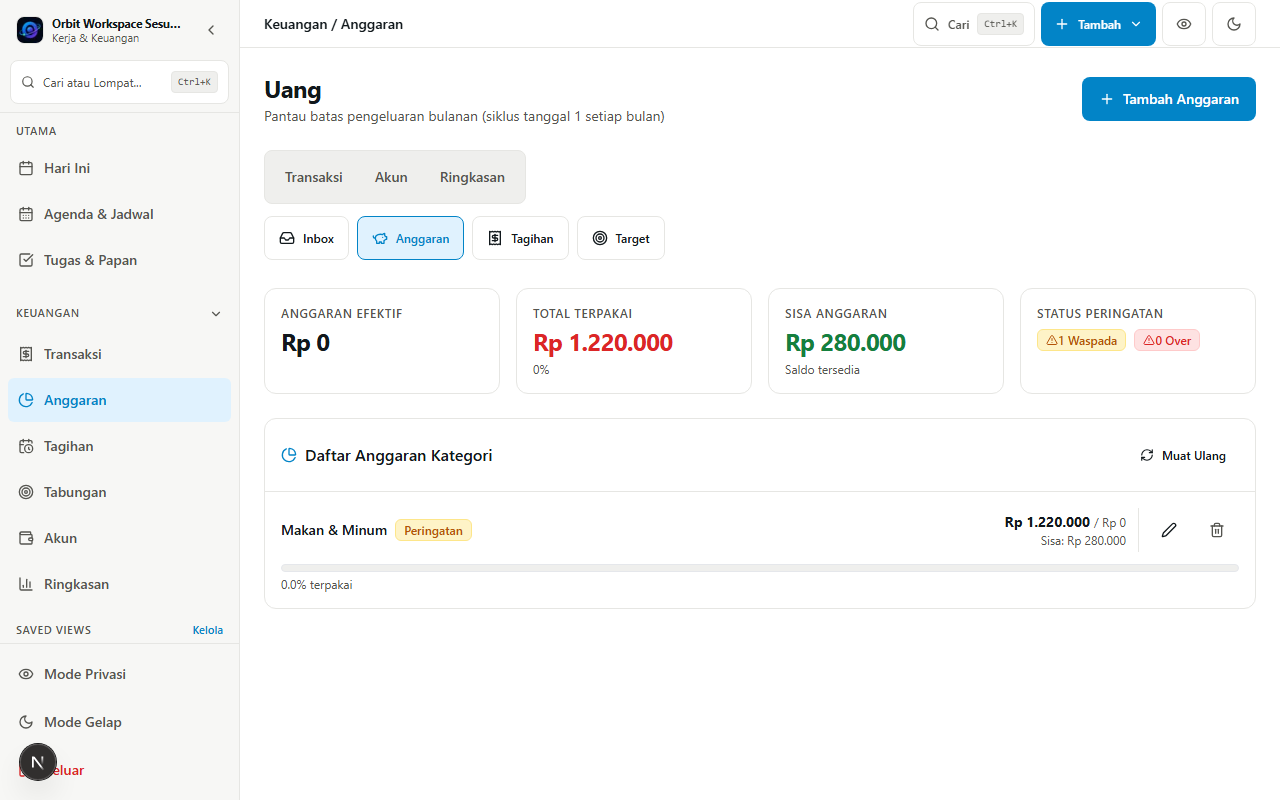 Orbit Workspace Sesu...
Kerja & Keuangan
Cari atau Lompat...
Ctrl+K
UTAMA
Hari Ini
Agenda & Jadwal
Tugas & Papan
KEUANGAN
Transaksi
Anggaran
Tagihan
Tabungan
Akun
Ringkasan
SAVED VIEWS
Kelola
Mode Privasi
Mode Gelap
N
eluar
Keuangan / Anggaran
Cari
Ctrl+K
Tambah
Uang
Pantau batas pengeluaran bulanan (siklus tanggal 1 setiap bulan)
Tambah Anggaran
Transaksi
Akun
Ringkasan
Inbox
Anggaran
Tagihan
Target
ANGGARAN EFEKTIF
Rp 0
TOTAL TERPAKAI
Rp 1.220.000
0%
SISA ANGGARAN
Rp 280.000
Saldo tersedia
STATUS PERINGATAN
1 Waspada
0 Over
Daftar Anggaran Kategori
Muat Ulang
Makan & Minum
Peringatan
Rp 1.220.000 / Rp 0
Sisa: Rp 280.000
0.0% terpakai